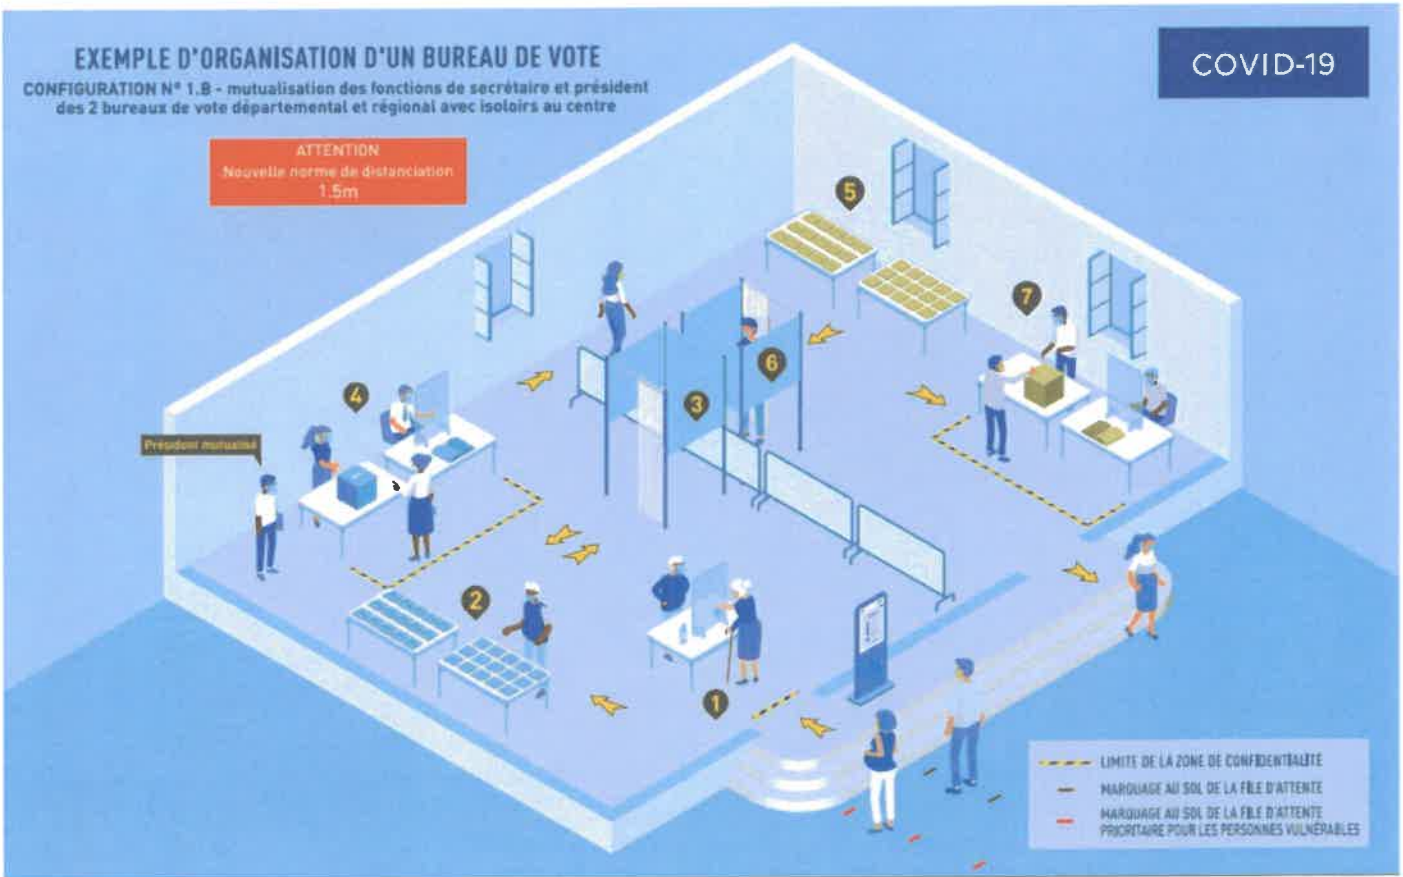 EXEMPLE D'ORGANISATION D'UN BUREAU DE VOTE
CONFIGURATION N° 1.B - mutualisation des fonctions de secrétaire et président
des 2 bureaux de vote départemental et régional avec isoloirs au centre
COVID-19
ATTENTION
Nouvelle norme de distanciation
1.5m
5
7
6
3
4
Président mutualisé
2
1
LIMITE DE LA ZONE DE CONFIDENTIALITÉ
MARQUAGE AU SOL DE LA FILE D'ATTENTE
MARQUAGE AU SOL DE LA FILE D'ATTENTE
PRIORITAIRE POUR LES PERSONNES VULNÉRABLES